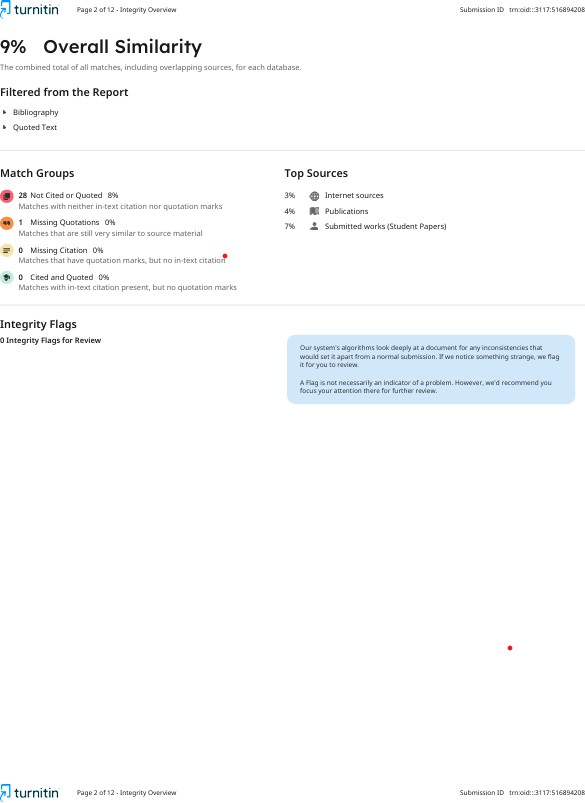 turnitin Page 2 of 12 - Integrity Overview Submission ID trn:oid:::3117:516894208
9% Overall Similarity
The combined total of all matches, including overlapping sources, for each database.
Filtered from the Report
Bibliography
Quoted Text
Match Groups
28 Not Cited or Quoted 8%
Matches with neither in-text citation nor quotation marks
1 Missing Quotations 0%
Matches that are still very similar to source material
0 Missing Citation 0%
Matches that have quotation marks, but no in-text citation
0 Cited and Quoted 0%
Matches with in-text citation present, but no quotation marks
Top Sources
3% Internet sources
4% Publications
7% Submitted works (Student Papers)
Integrity Flags
0 Integrity Flags for Review
Our system's algorithms look deeply at a document for any inconsistencies that
would set it apart from a normal submission. If we notice something strange, we flag
it for you to review.
A Flag is not necessarily an indicator of a problem. However, we'd recommend you
focus your attention there for further review.
turnitin Page 2 of 12 - Integrity Overview Submission ID trn:oid:::3117:516894208